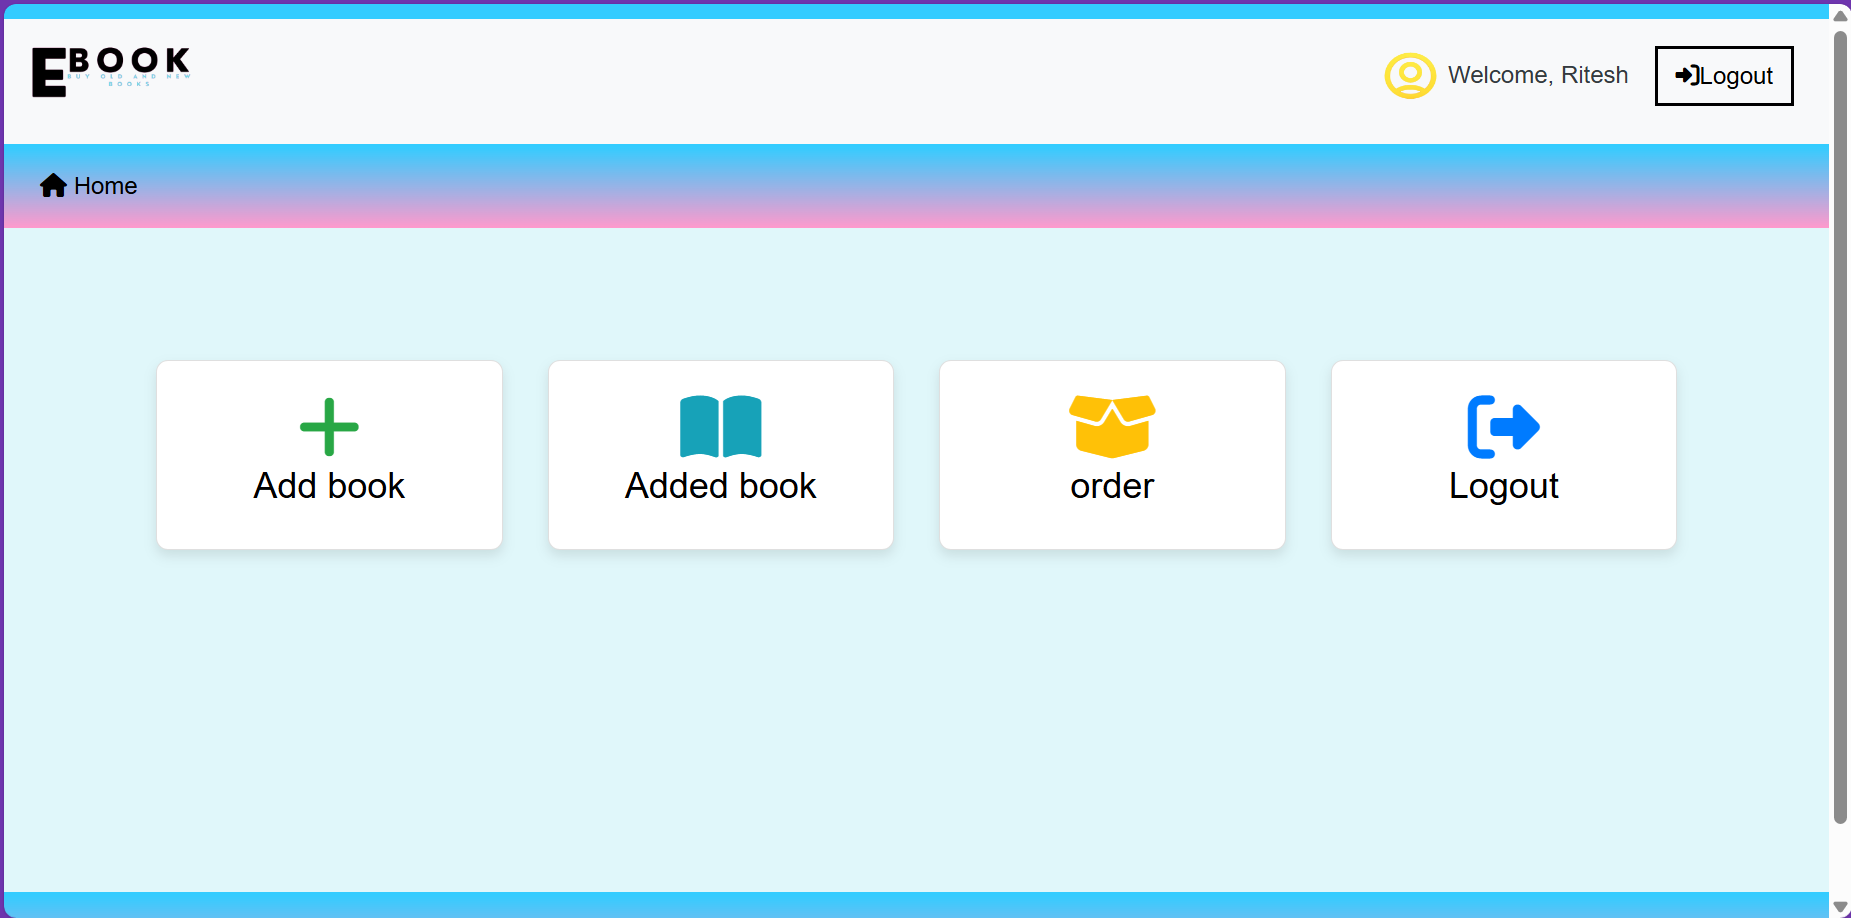 EBOOK
BUY OLD AND NEW
BOOKS
Welcome, Ritesh
Logout
Home
Add book
Added book
order
Logout